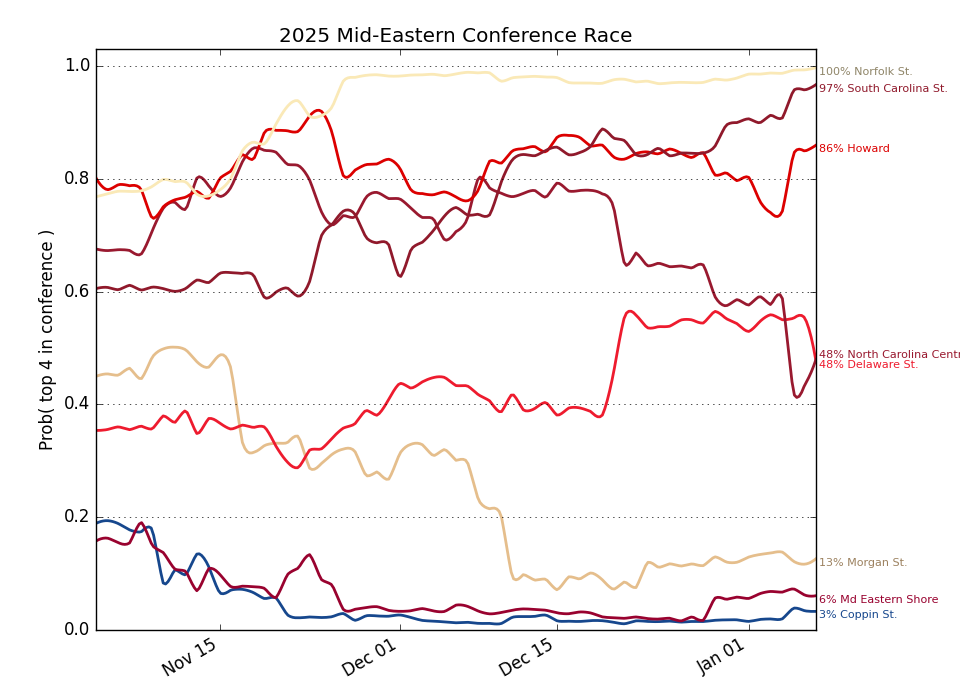 2025 Mid-Eastern Conference Race
Prob( top 4 in conference )
1.0
0.8
0.6
0.4
0.2
0.0
Nov 15
Dec 01
Dec 15
Jan 01
100% Norfolk St.
97% South Carolina St.
86% Howard
48% North Carolina Centr
48% Delaware St.
13% Morgan St.
6% Md Eastern Shore
3% Coppin St.